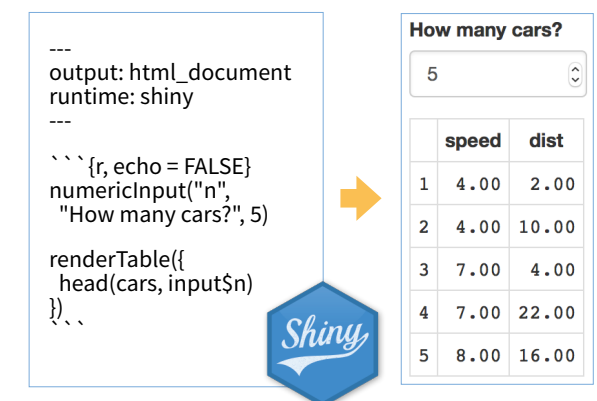 ---
output: html_document
runtime: shiny
---
```{r, echo = FALSE}
numericInput("n",
  "How many cars?", 5)
renderTable({
  head(cars, input$n)
})
```
Shiny
How many cars?
5
speed dist
1 4.00 2.00
2 4.00 10.00
3 7.00 4.00
4 7.00 22.00
5 8.00 16.00